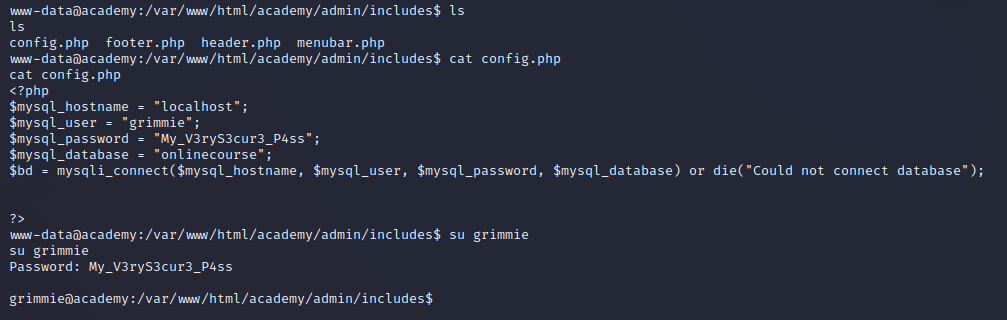 www-data@academy:/var/www/html/academy/admin/includes$ ls
ls
config.php  footer.php  header.php  menubar.php
www-data@academy:/var/www/html/academy/admin/includes$ cat config.php
cat config.php
<?php
$mysql_hostname = "localhost";
$mysql_user = "grimmie";
$mysql_password = "My_V3ryS3cur3_P4ss";
$mysql_database = "onlinecourse";
$bd = mysqli_connect($mysql_hostname, $mysql_user, $mysql_password, $mysql_database) or die("Could not connect database");
?>
www-data@academy:/var/www/html/academy/admin/includes$ su grimmie
su grimmie
Password: My_V3ryS3cur3_P4ss
grimmie@academy:/var/www/html/academy/admin/includes$